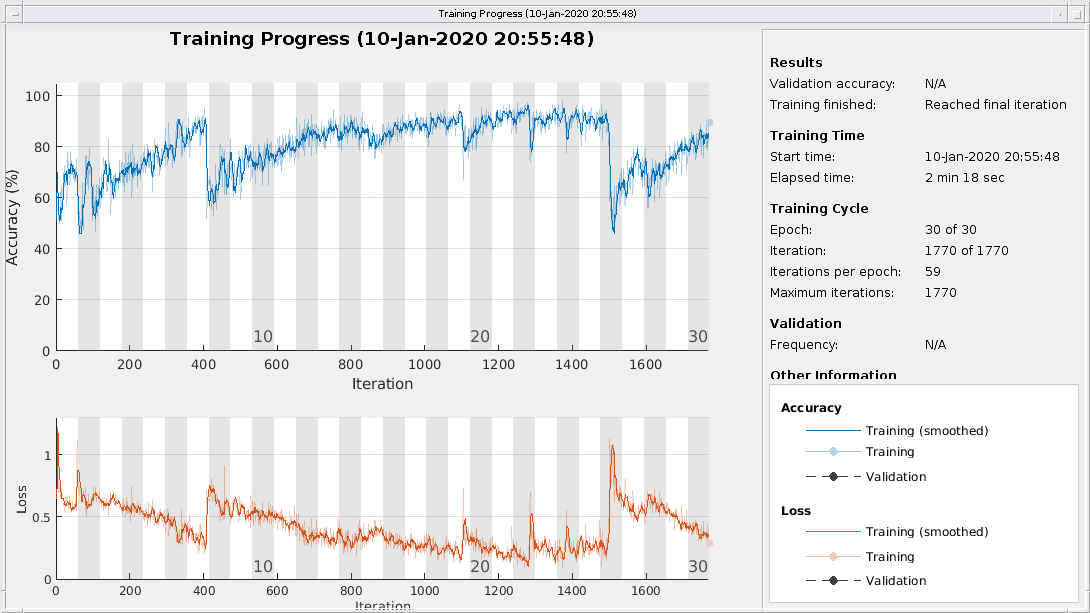 Training Progress (10-Jan-2020 20:55:48)
Training Progress (10-Jan-2020 20:55:48)
100
80
60
40
20
0
Accuracy (%)
10
20
30
0 200 400 600 800 1000 1200 1400 1600
Iteration
1
0.5
0
Loss
10
20
30
0 200 400 600 800 1000 1200 1400 1600
Iteration
Results
Validation accuracy: N/A
Training finished: Reached final iteration
Training Time
Start time: 10-Jan-2020 20:55:48
Elapsed time: 2 min 18 sec
Training Cycle
Epoch: 30 of 30
Iteration: 1770 of 1770
Iterations per epoch: 59
Maximum iterations: 1770
Validation
Frequency: N/A
Other Information
Accuracy
Training (smoothed)
Training
Validation
Loss
Training (smoothed)
Training
Validation